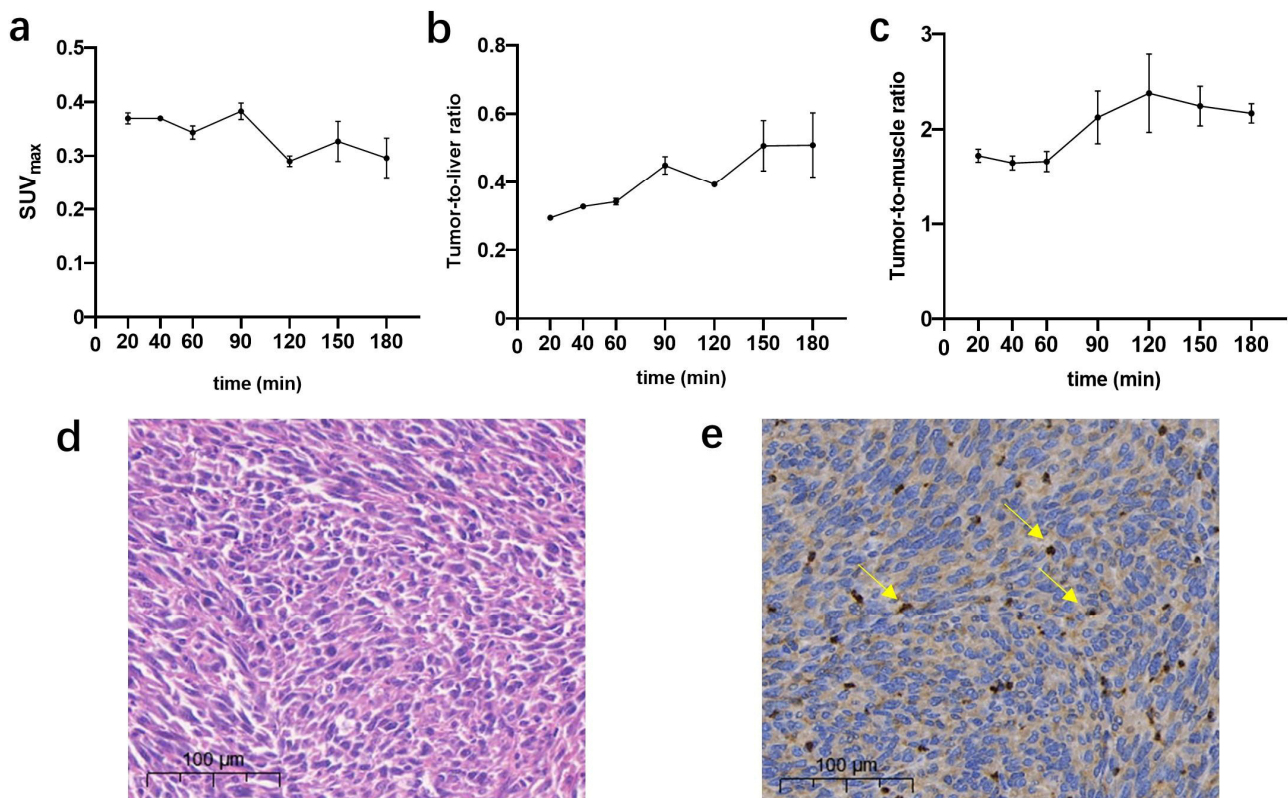 a
0.5
0.4
0.3
0.2
0.1
0
SUVmax
0 20 40 60 90 120 150 180
time (min)
b
0.8
0.6
0.4
0.2
0
Tumor-to-liver ratio
0 20 40 60 90 120 150 180
time (min)
c
3
2
1
0
Tumor-to-muscle ratio
0 20 40 60 90 120 150 180
time (min)
d
100 µm
e
100 µm